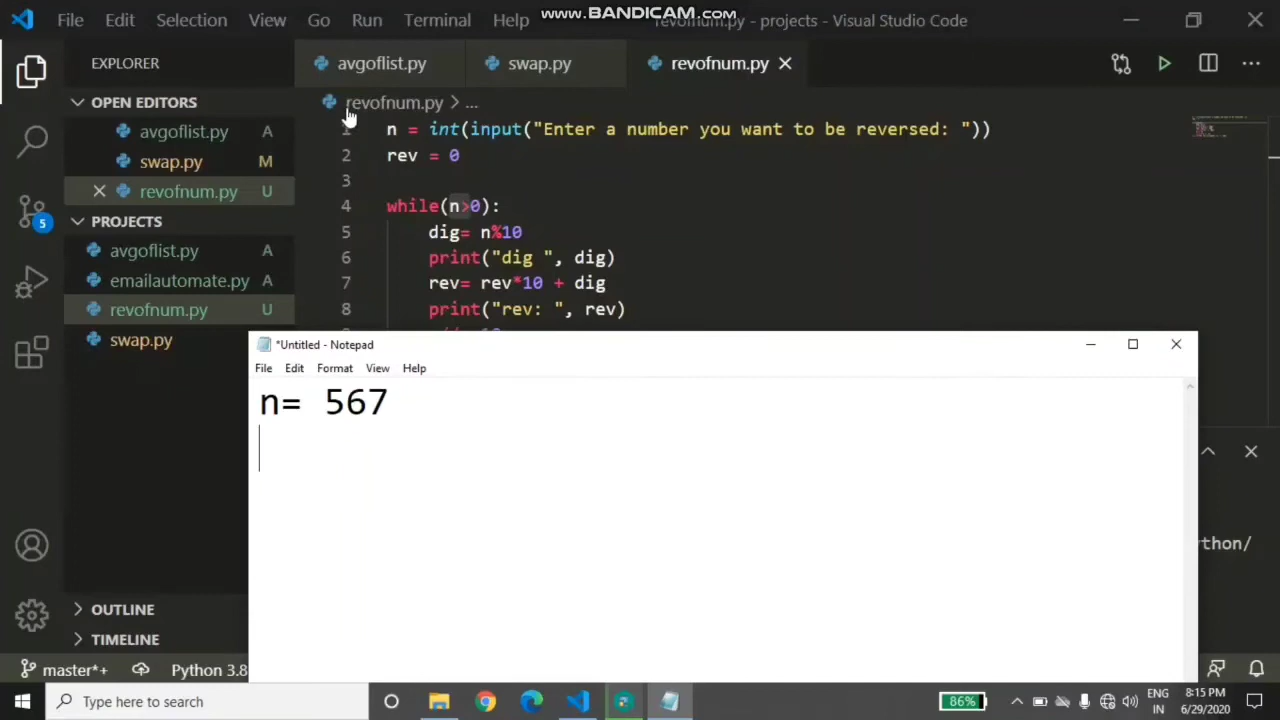 www.BANDICAM.com
File Edit Selection View Go Run Terminal Help revofnum.py - projects - Visual Studio Code
EXPLORER
avgoflist.py swap.py revofnum.py
OPEN EDITORS
avgoflist.py A
swap.py M
revofnum.py U
PROJECTS
avgoflist.py A
emailautomate.py A
revofnum.py U
swap.py
5
OUTLINE
TIMELINE
revofnum.py > ...
1 n = int(input("Enter a number you want to be reversed: "))
2 rev = 0
3
4 while(n>0):
5 dig= n%10
6 print("dig ", dig)
7 rev= rev*10 + dig
8 print("rev: ", rev)
*Untitled - Notepad
File Edit Format View Help
n= 567
thon/
master*+ Python 3.8
Type here to search
86%
ENG
IN
8:15 PM
6/29/2020